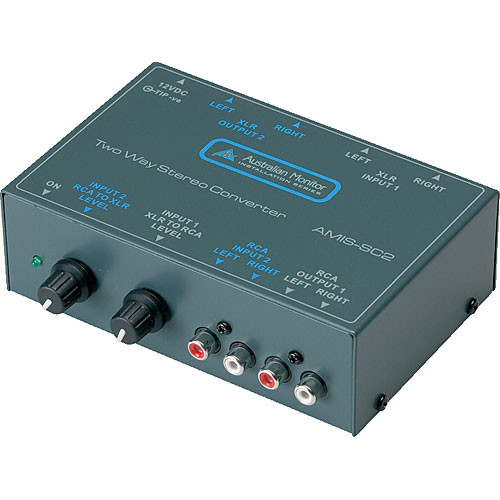 12VDC
TIP -ve
LEFT XLR RIGHT
OUTPUT 2
LEFT XLR RIGHT
INPUT 1
Australian Monitor
INSTALLATION SERIES
Two Way Stereo Converter
AMIS-SC2
ON
INPUT 2
RCA TO XLR
LEVEL
INPUT 1
XLR TO RCA
LEVEL
RCA
INPUT 2
LEFT RIGHT
RCA
OUTPUT 1
LEFT RIGHT